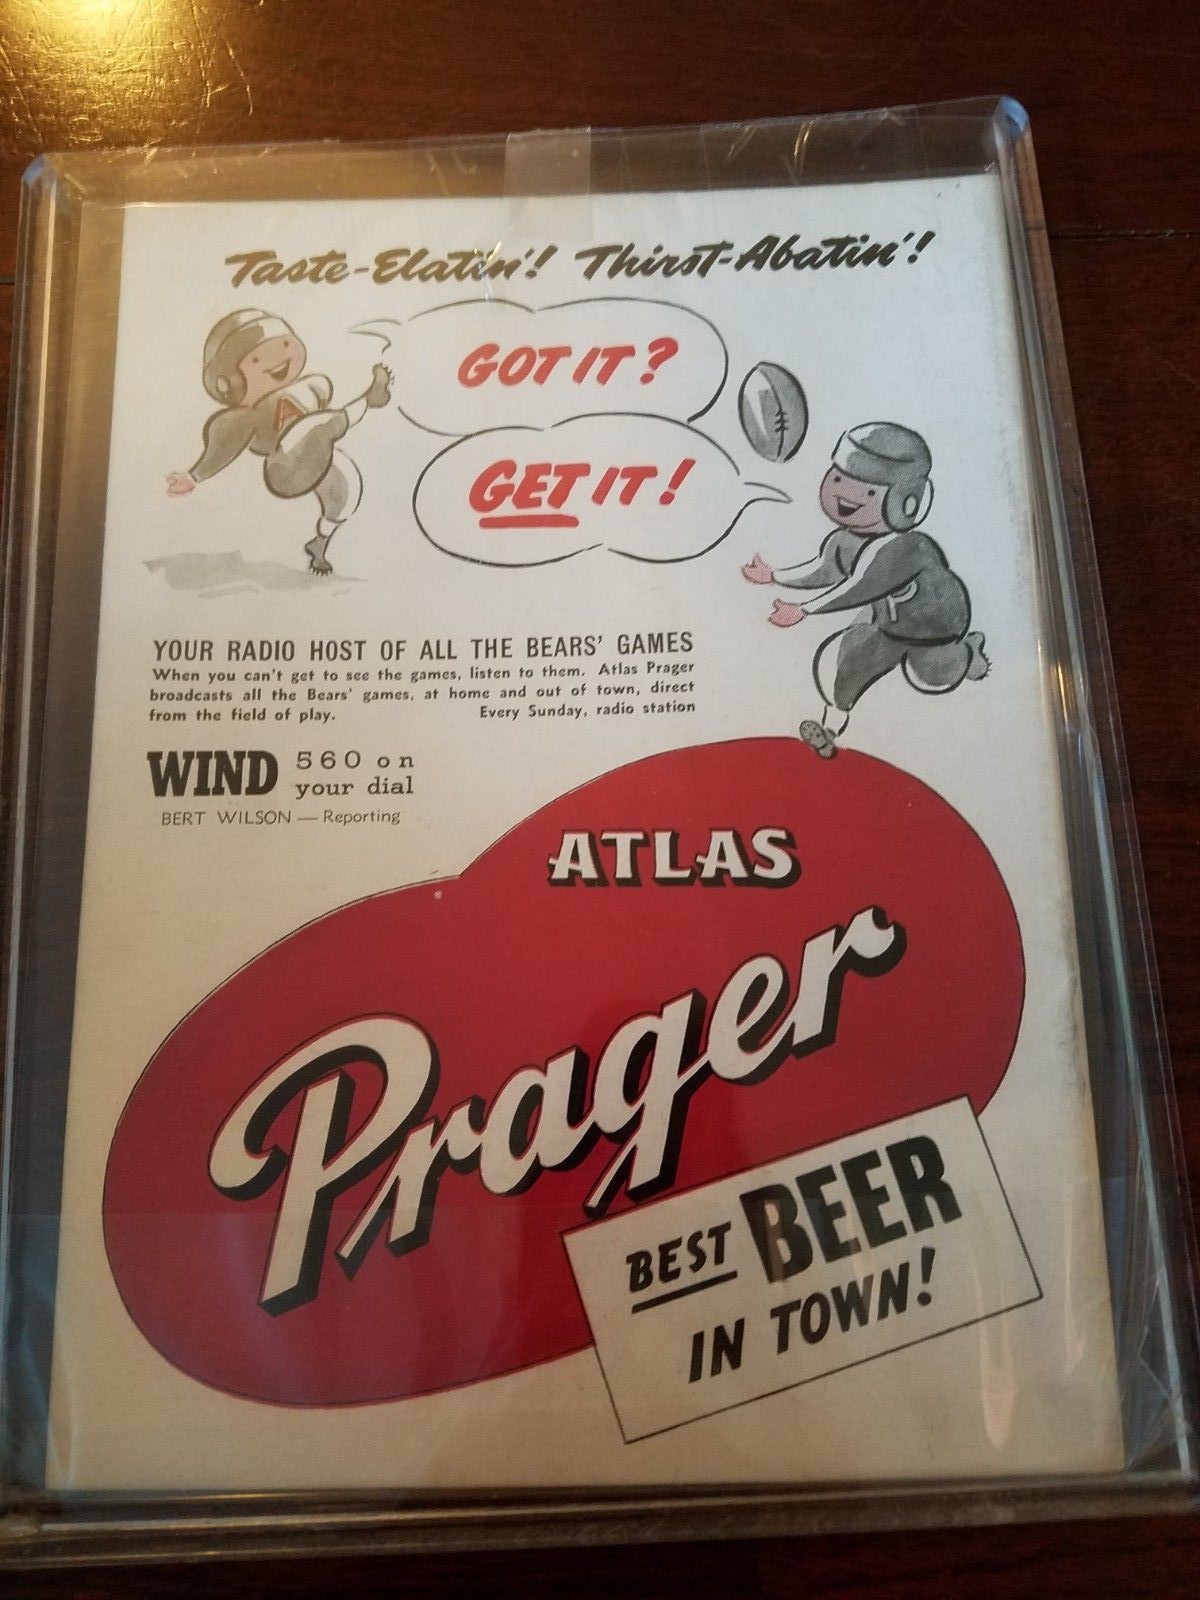 Taste-Elatin'! Thirst-Abatin'!
GOT IT?
GET IT!
A
P
YOUR RADIO HOST OF ALL THE BEARS' GAMES
When you can't get to see the games, listen to them. Atlas Prager
broadcasts all the Bears' games, at home and out of town, direct
from the field of play. Every Sunday, radio station
WIND 560 on
your dial
BERT WILSON — Reporting
ATLAS
Prager
BEST BEER
IN TOWN!